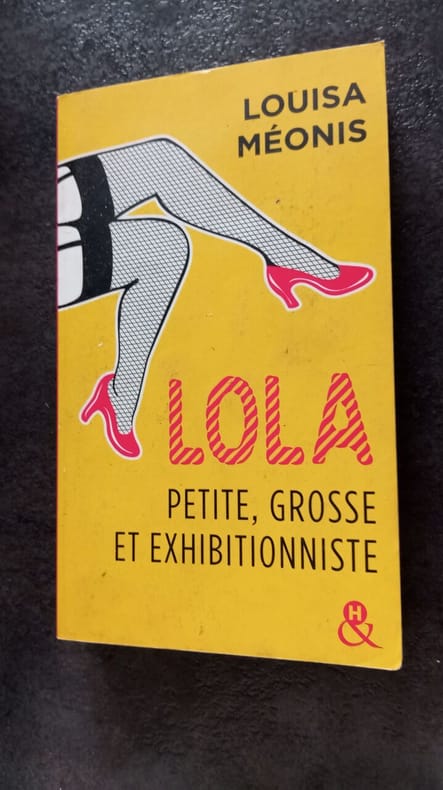 LOUISA
MÉONIS
LOLA
PETITE, GROSSE
ET EXHIBITIONNISTE
H
&